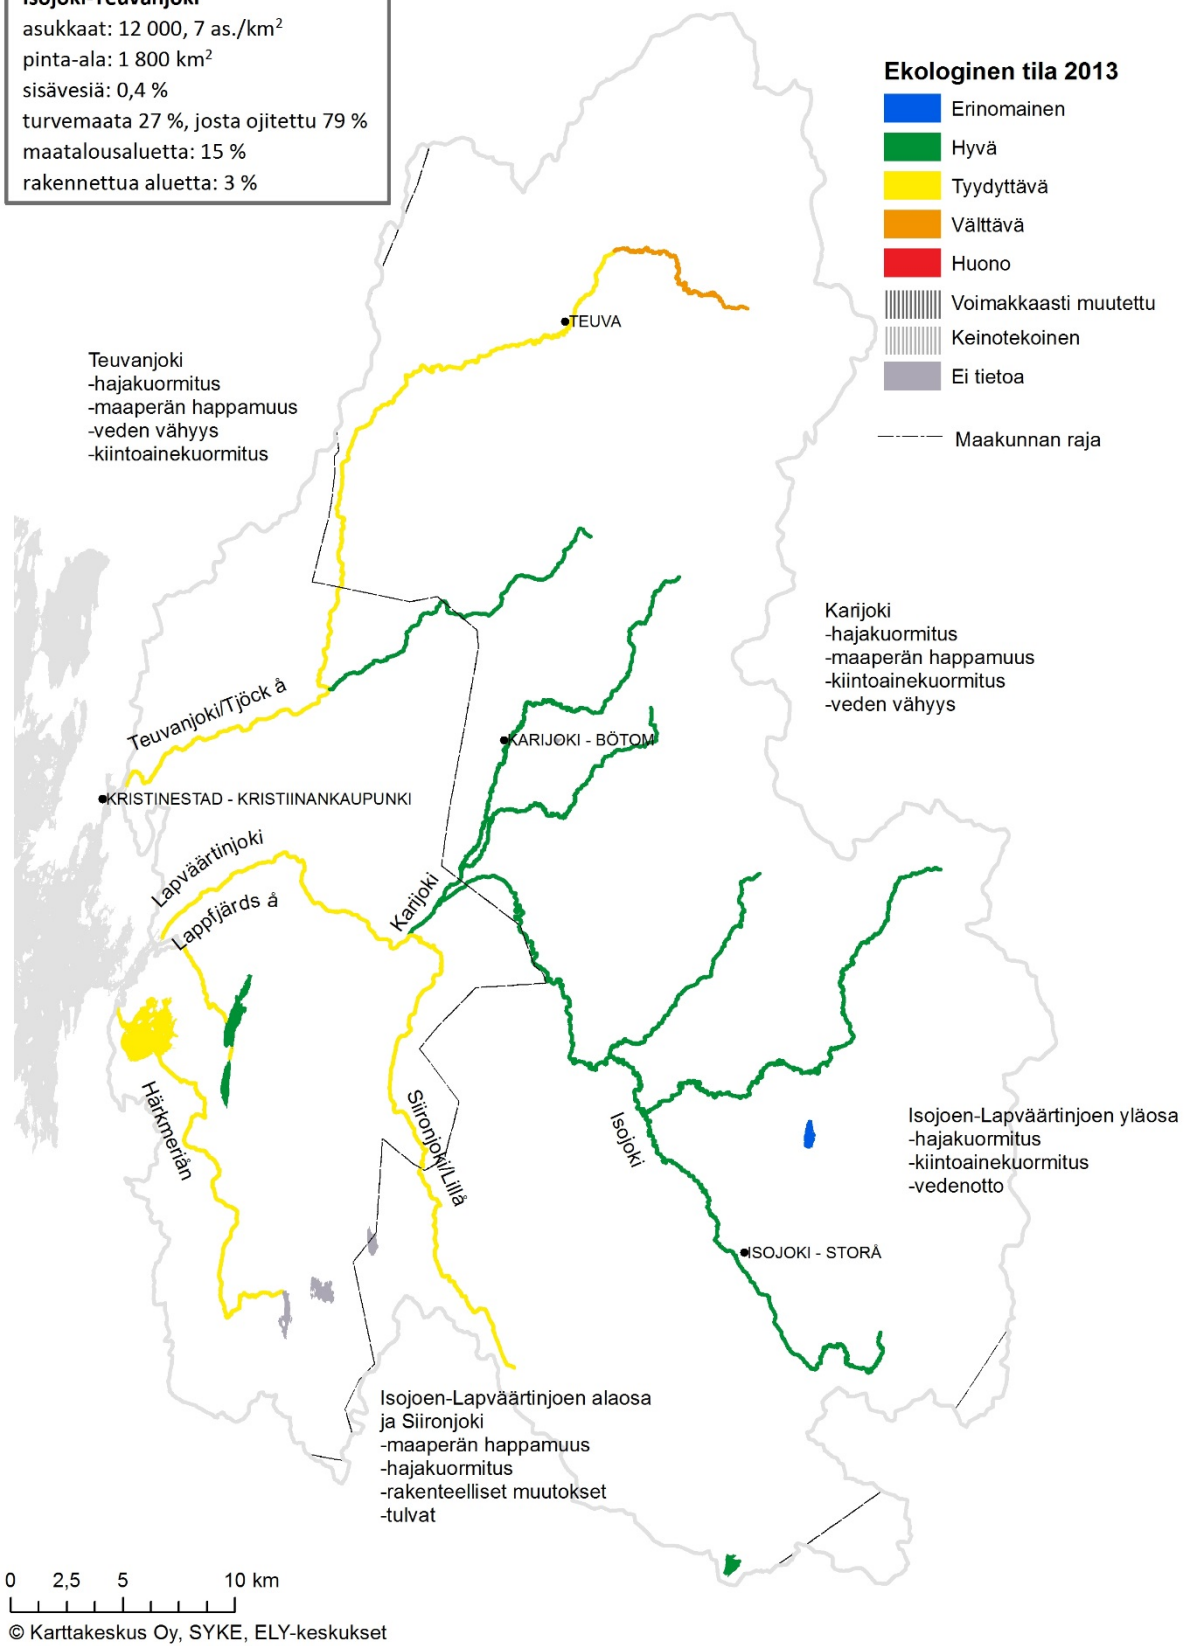 Isojoki-Teuvanjoki
asukkaat: 12 000, 7 as./km²
pinta-ala: 1 800 km²
sisävesiä: 0,4 %
turvemaata 27 %, josta ojitettu 79 %
maatalousaluetta: 15 %
rakennettua aluetta: 3 %
Ekologinen tila 2013
Erinomainen
Hyvä
Tyydyttävä
Välttävä
Huono
Voimakkaasti muutettu
Keinotekoinen
Ei tietoa
Maakunnan raja
TEUVA
Teuvanjoki
-hajakuormitus
-maaperän happamuus
-veden vähyys
-kiintoainekuormitus
Karijoki
-hajakuormitus
-maaperän happamuus
-kiintoainekuormitus
-veden vähyys
Teuvanjoki/Tjöck å
KARIJOKI - BÖTOM
KRISTINESTAD - KRISTIINANKAUPUNKI
Lapväärtinjoki
Lappfjärds å
Karijoki
Härkmeriån
Siironjoki/Lillå
Isojoki
Isojoen-Lapväärtinjoen yläosa
-hajakuormitus
-kiintoainekuormitus
-vedenotto
ISOJOKI - STORÅ
Isojoen-Lapväärtinjoen alaosa
ja Siironjoki
-maaperän happamuus
-hajakuormitus
-rakenteelliset muutokset
-tulvat
0 2,5 5 10 km
© Karttakeskus Oy, SYKE, ELY-keskukset